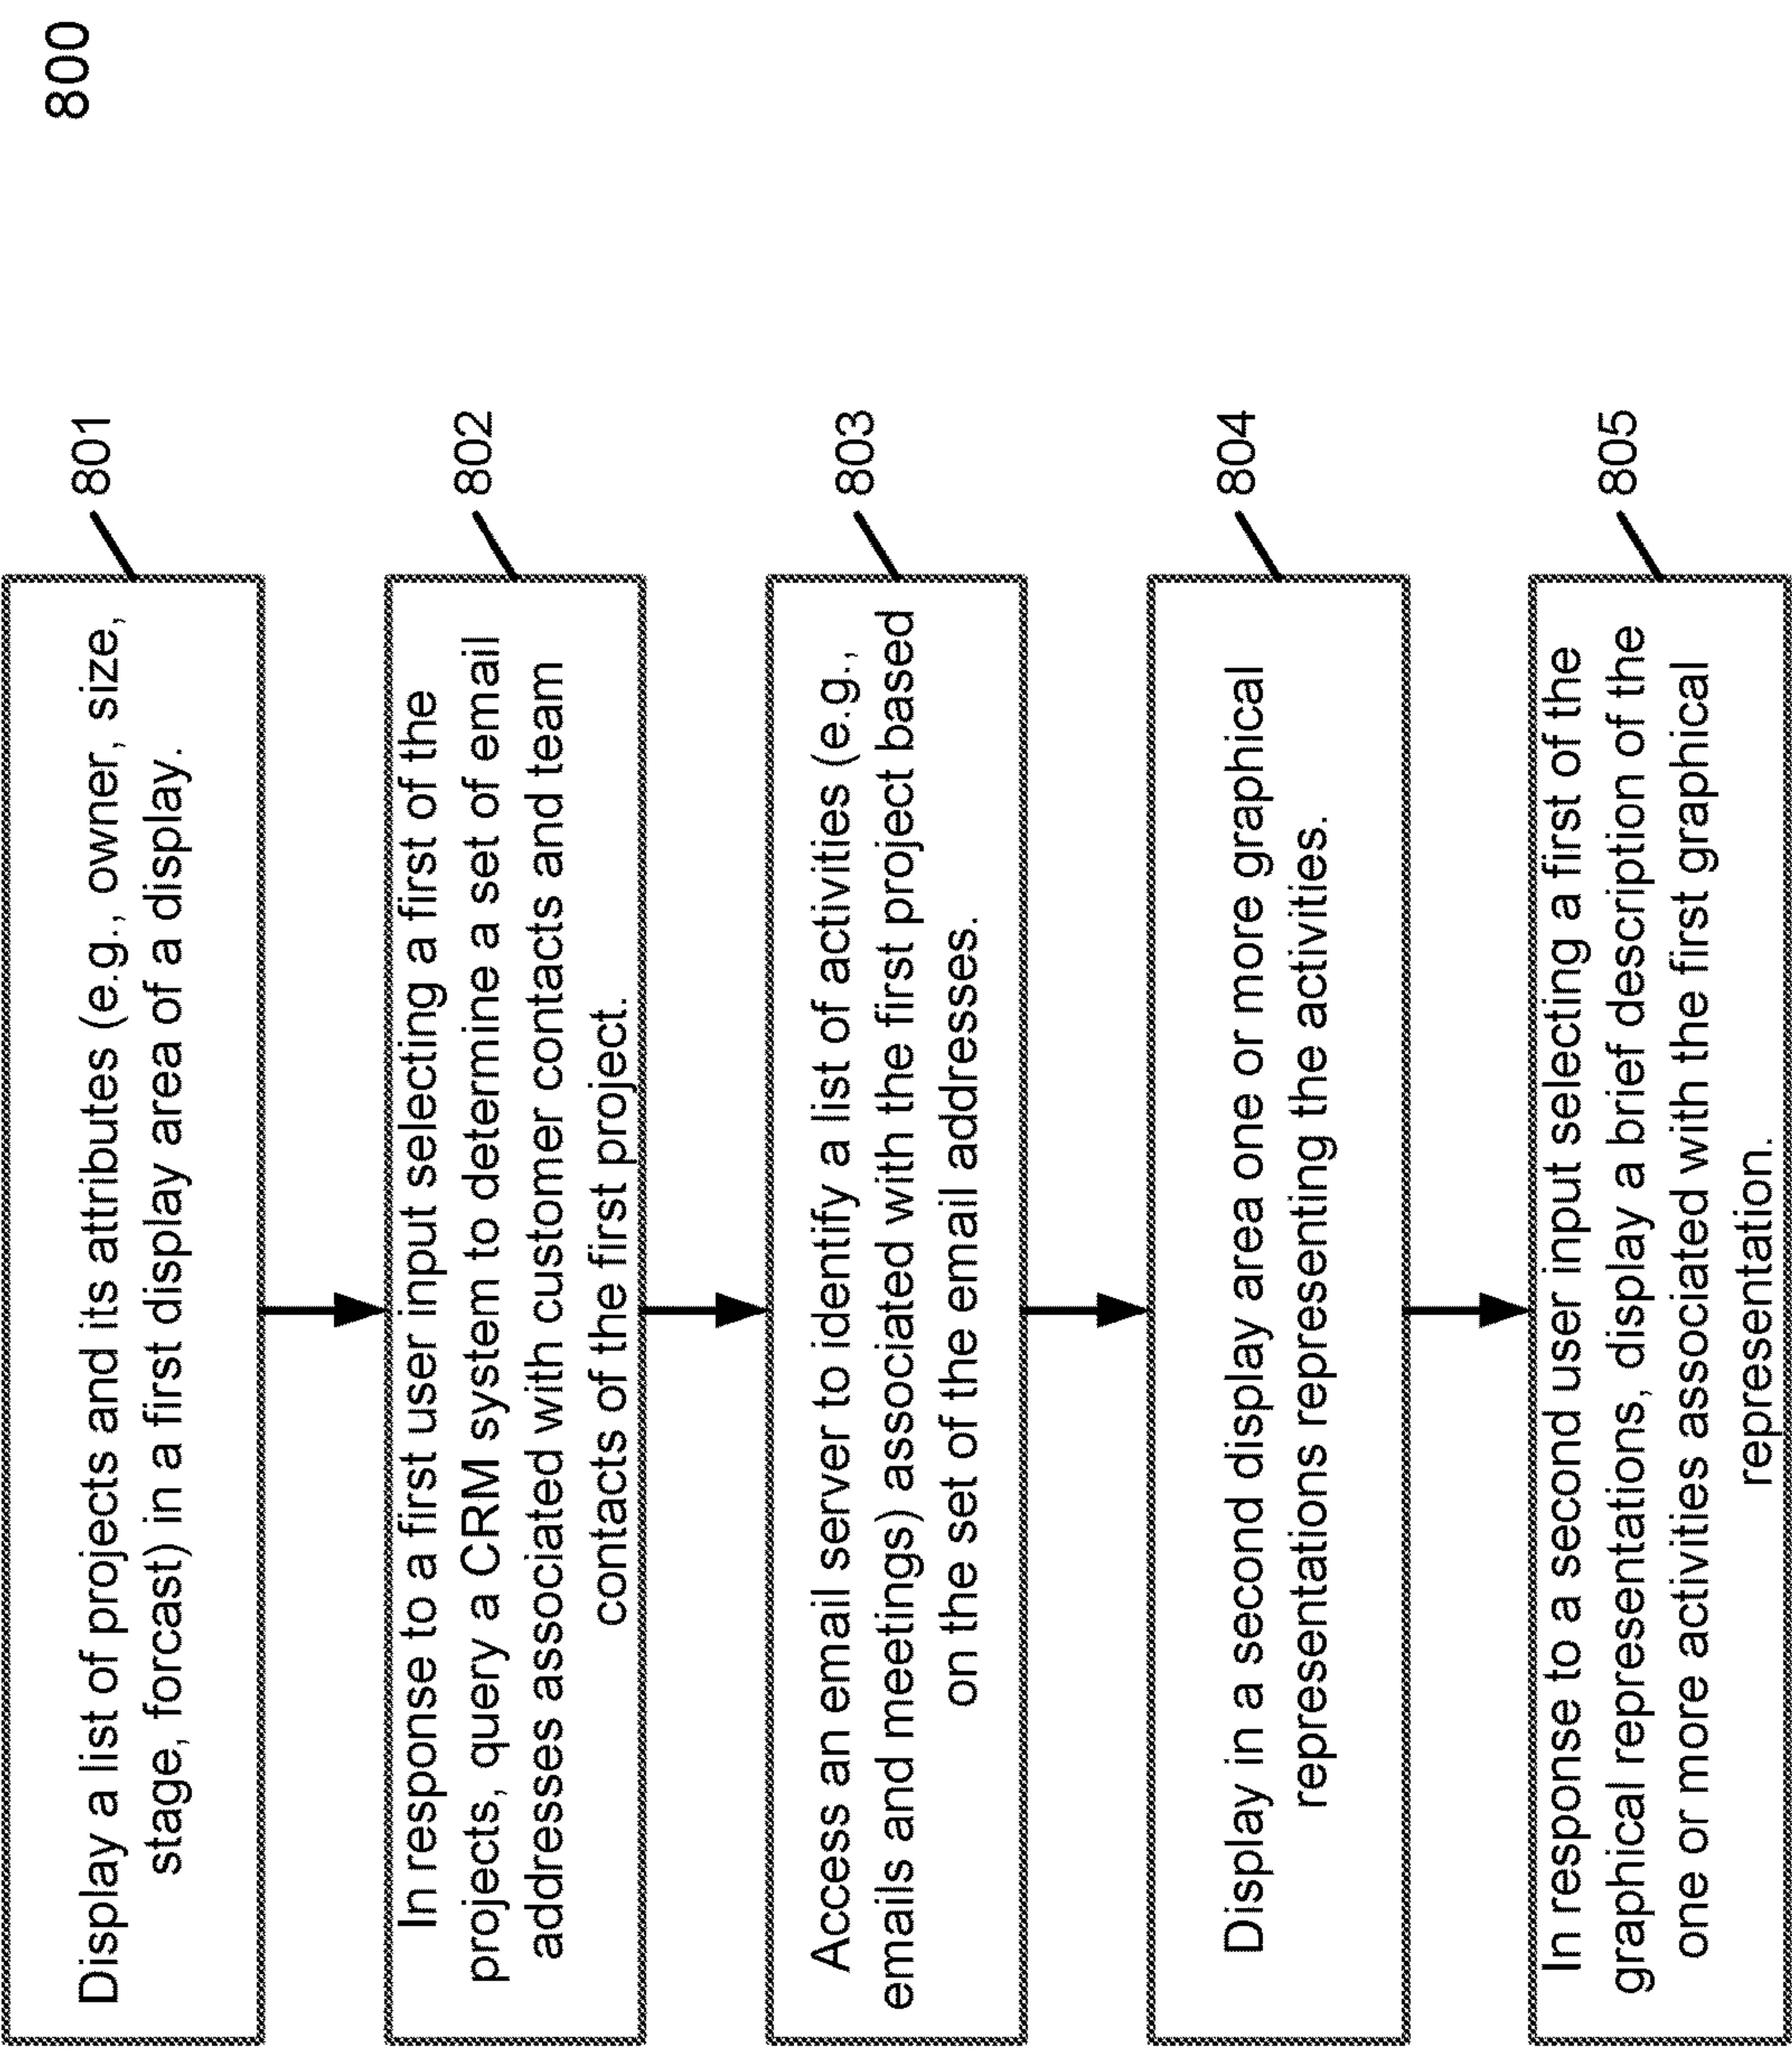 800
Display a list of projects and its attributes (e.g., owner, size,
stage, forcast) in a first display area of a display.
801
In response to a first user input selecting a first of the
projects, query a CRM system to determine a set of email
addresses associated with customer contacts and team
contacts of the first project.
802
Access an email server to identify a list of activities (e.g.,
emails and meetings) associated with the first project based
on the set of the email addresses.
803
Display in a second display area one or more graphical
representations representing the activities.
804
In response to a second user input selecting a first of the
graphical representations, display a brief description of the
one or more activities associated with the first graphical
representation.
805